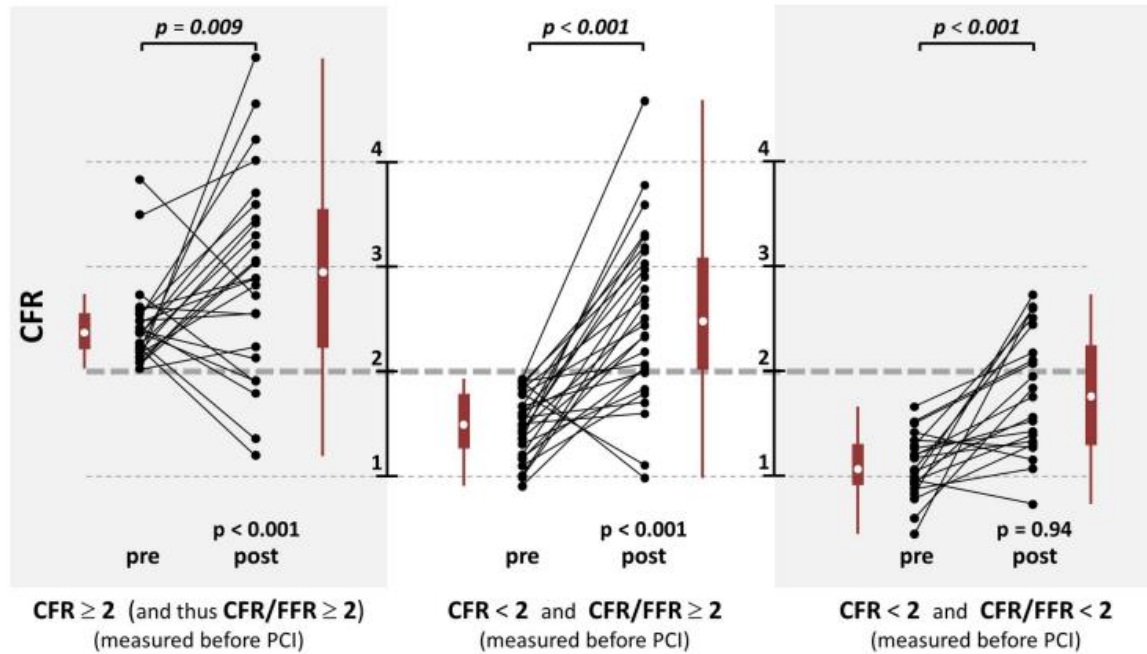 p = 0.009
p < 0.001
p < 0.001
4
4
3
3
CFR
2
2
1
1
p < 0.001
p < 0.001
p = 0.94
pre
post
pre
post
pre
post
CFR ≥ 2 (and thus CFR/FFR ≥ 2)
(measured before PCI)
CFR < 2 and CFR/FFR ≥ 2
(measured before PCI)
CFR < 2 and CFR/FFR < 2
(measured before PCI)